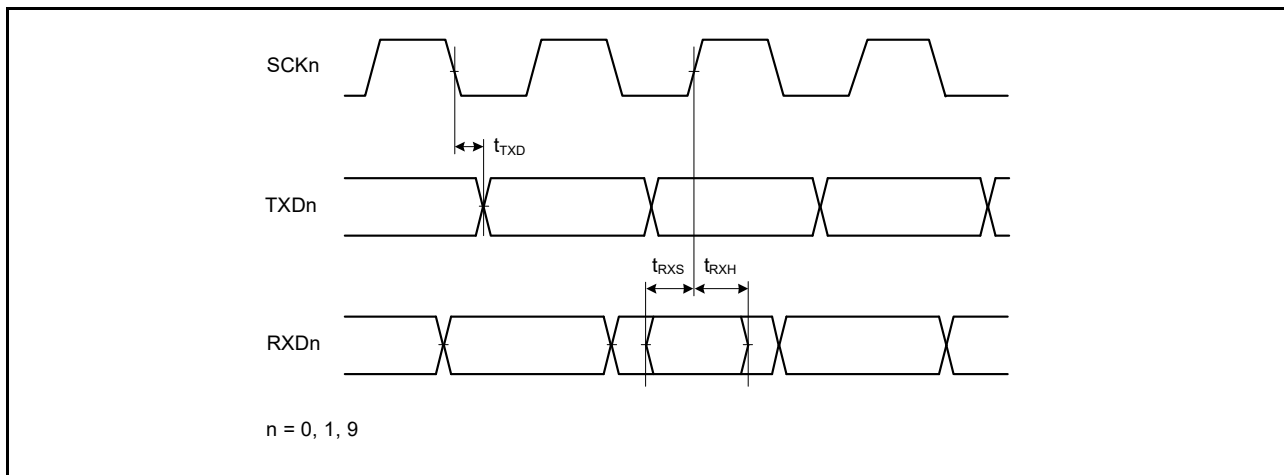 SCKn
tTXD
TXDn
tRXS tRXH
RXDn
n = 0, 1, 9